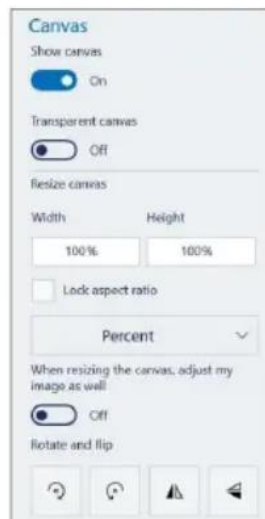 Canvas
Show canvas
On
Transparent canvas
Off
Resize canvas
Width Height
100% 100%
Lock aspect ratio
Percent
When resizing the canvas, adjust my
image as well
Off
Rotate and flip